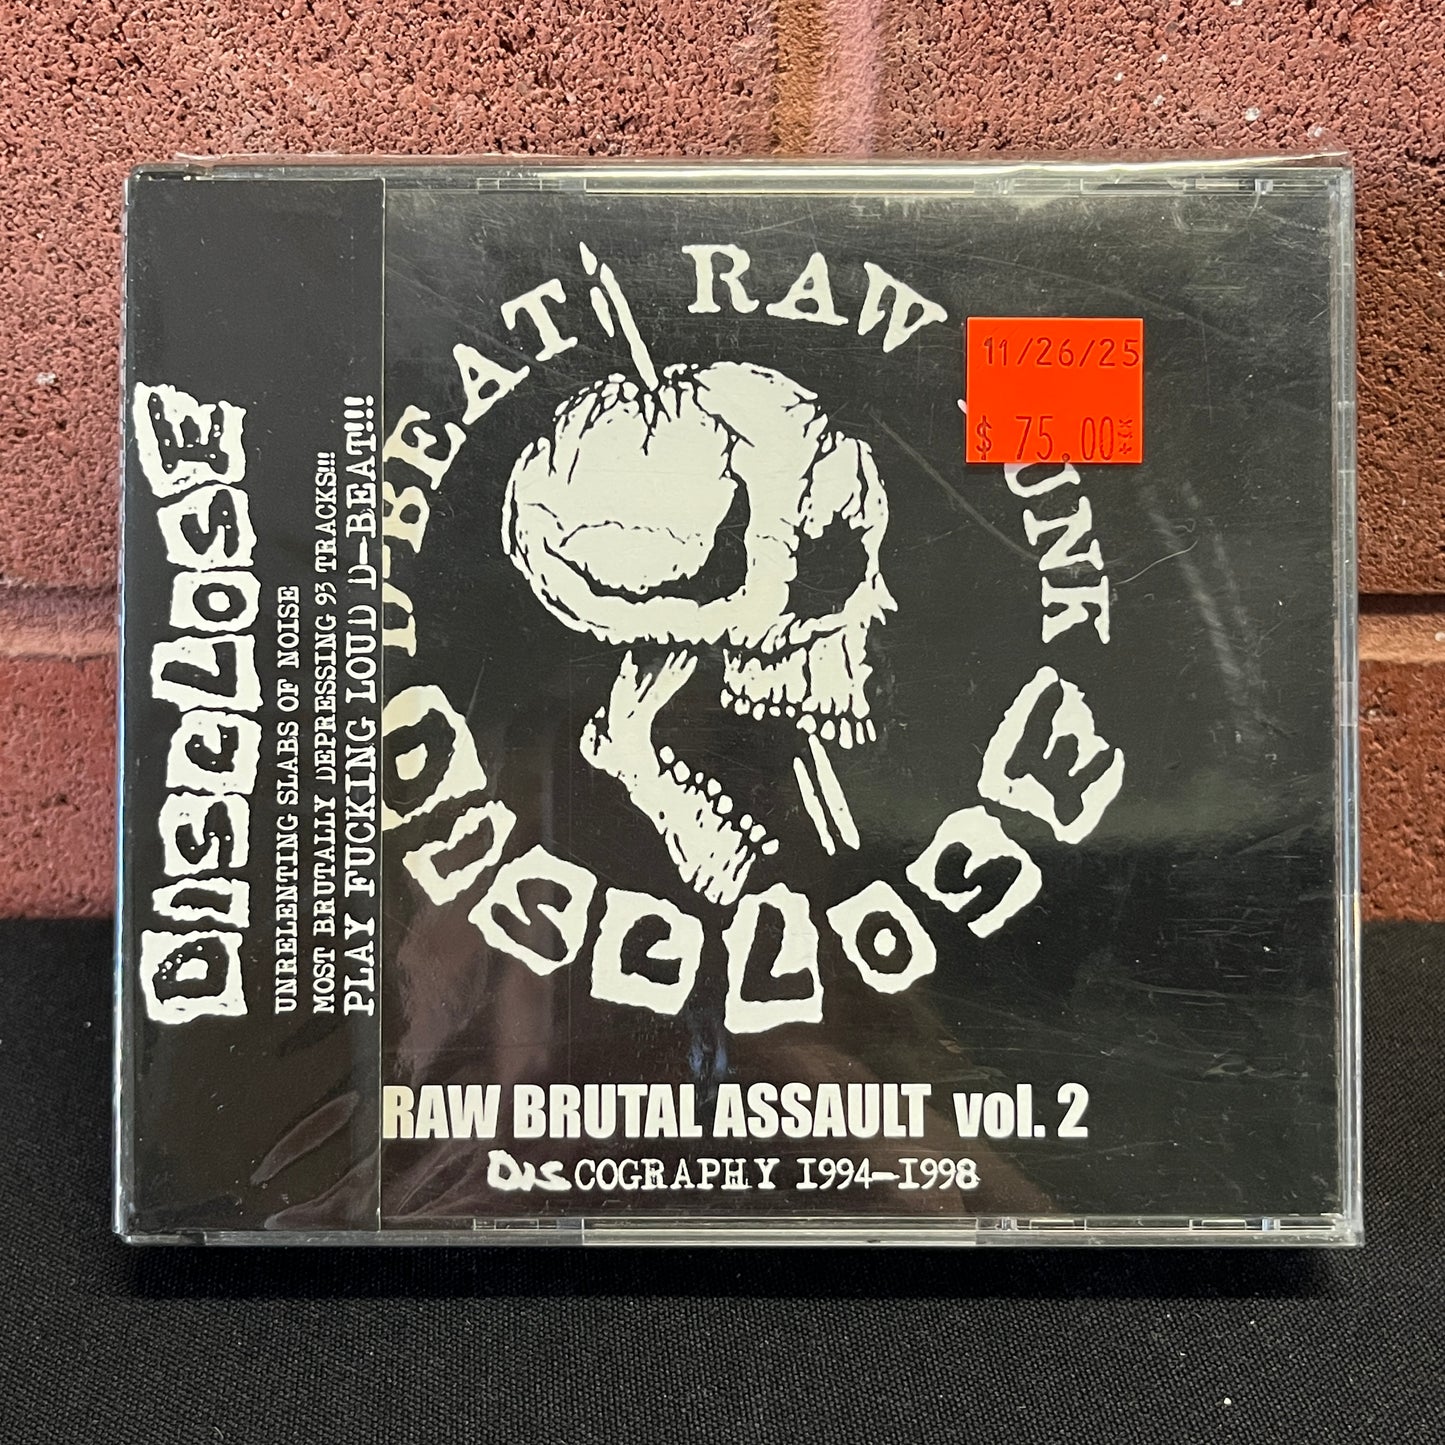 DISCLOSE
UNRELENTING SLABS OF NOISE
MOST BRUTALLY DEPRESSING 93 TRACKS!!!
PLAY FUCKING LOUD D-BEAT!!!
D-BEAT RAW UNK
DISCLOSE
11/26/25
$ 75.00
RAW BRUTAL ASSAULT vol. 2
DISCOGRAPHY 1994-1998